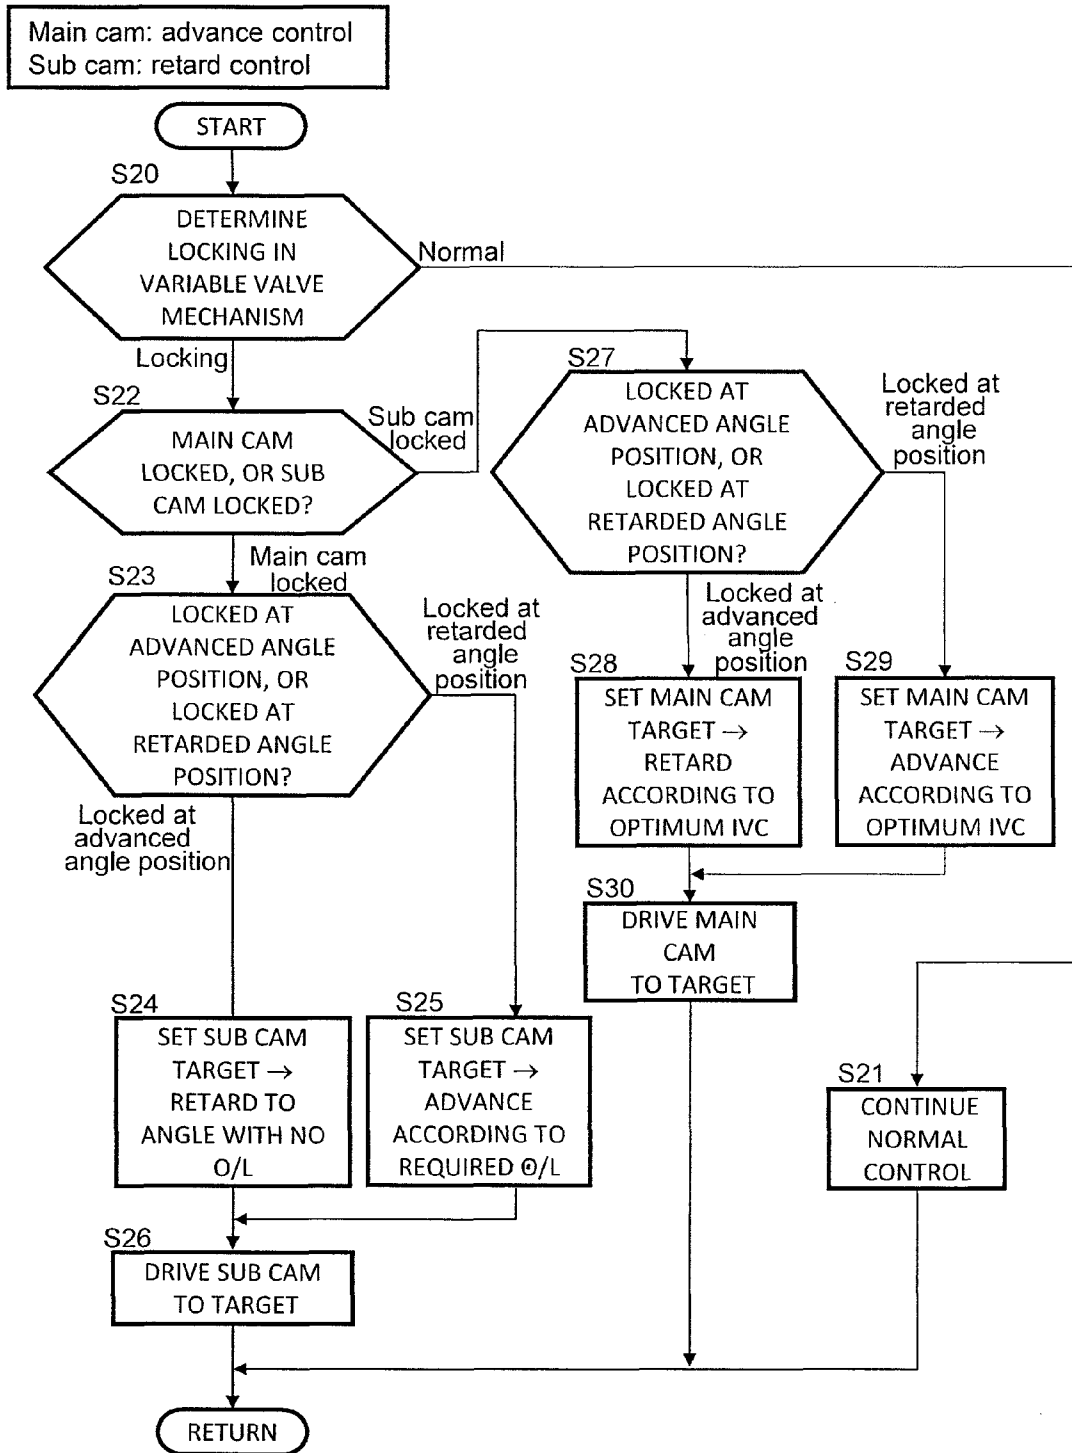 Main cam: advance control
Sub cam: retard control
START
S20
DETERMINE
LOCKING IN
VARIABLE VALVE
MECHANISM
Normal
Locking
S22
MAIN CAM
LOCKED, OR SUB
CAM LOCKED?
Sub cam
locked
Main cam
locked
S27
LOCKED AT
ADVANCED ANGLE
POSITION, OR
LOCKED AT
RETARDED ANGLE
POSITION?
Locked at
retarded
angle
position
Locked at
advanced
angle
position
S23
LOCKED AT
ADVANCED ANGLE
POSITION, OR
LOCKED AT
RETARDED ANGLE
POSITION?
Locked at
retarded
angle
position
Locked at
advanced
angle position
S28
SET MAIN CAM
TARGET →
RETARD
ACCORDING TO
OPTIMUM IVC
S29
SET MAIN CAM
TARGET →
ADVANCE
ACCORDING TO
OPTIMUM IVC
S30
DRIVE MAIN
CAM
TO TARGET
S24
SET SUB CAM
TARGET →
RETARD TO
ANGLE WITH NO
O/L
S25
SET SUB CAM
TARGET →
ADVANCE
ACCORDING TO
REQUIRED O/L
S21
CONTINUE
NORMAL
CONTROL
S26
DRIVE SUB CAM
TO TARGET
RETURN